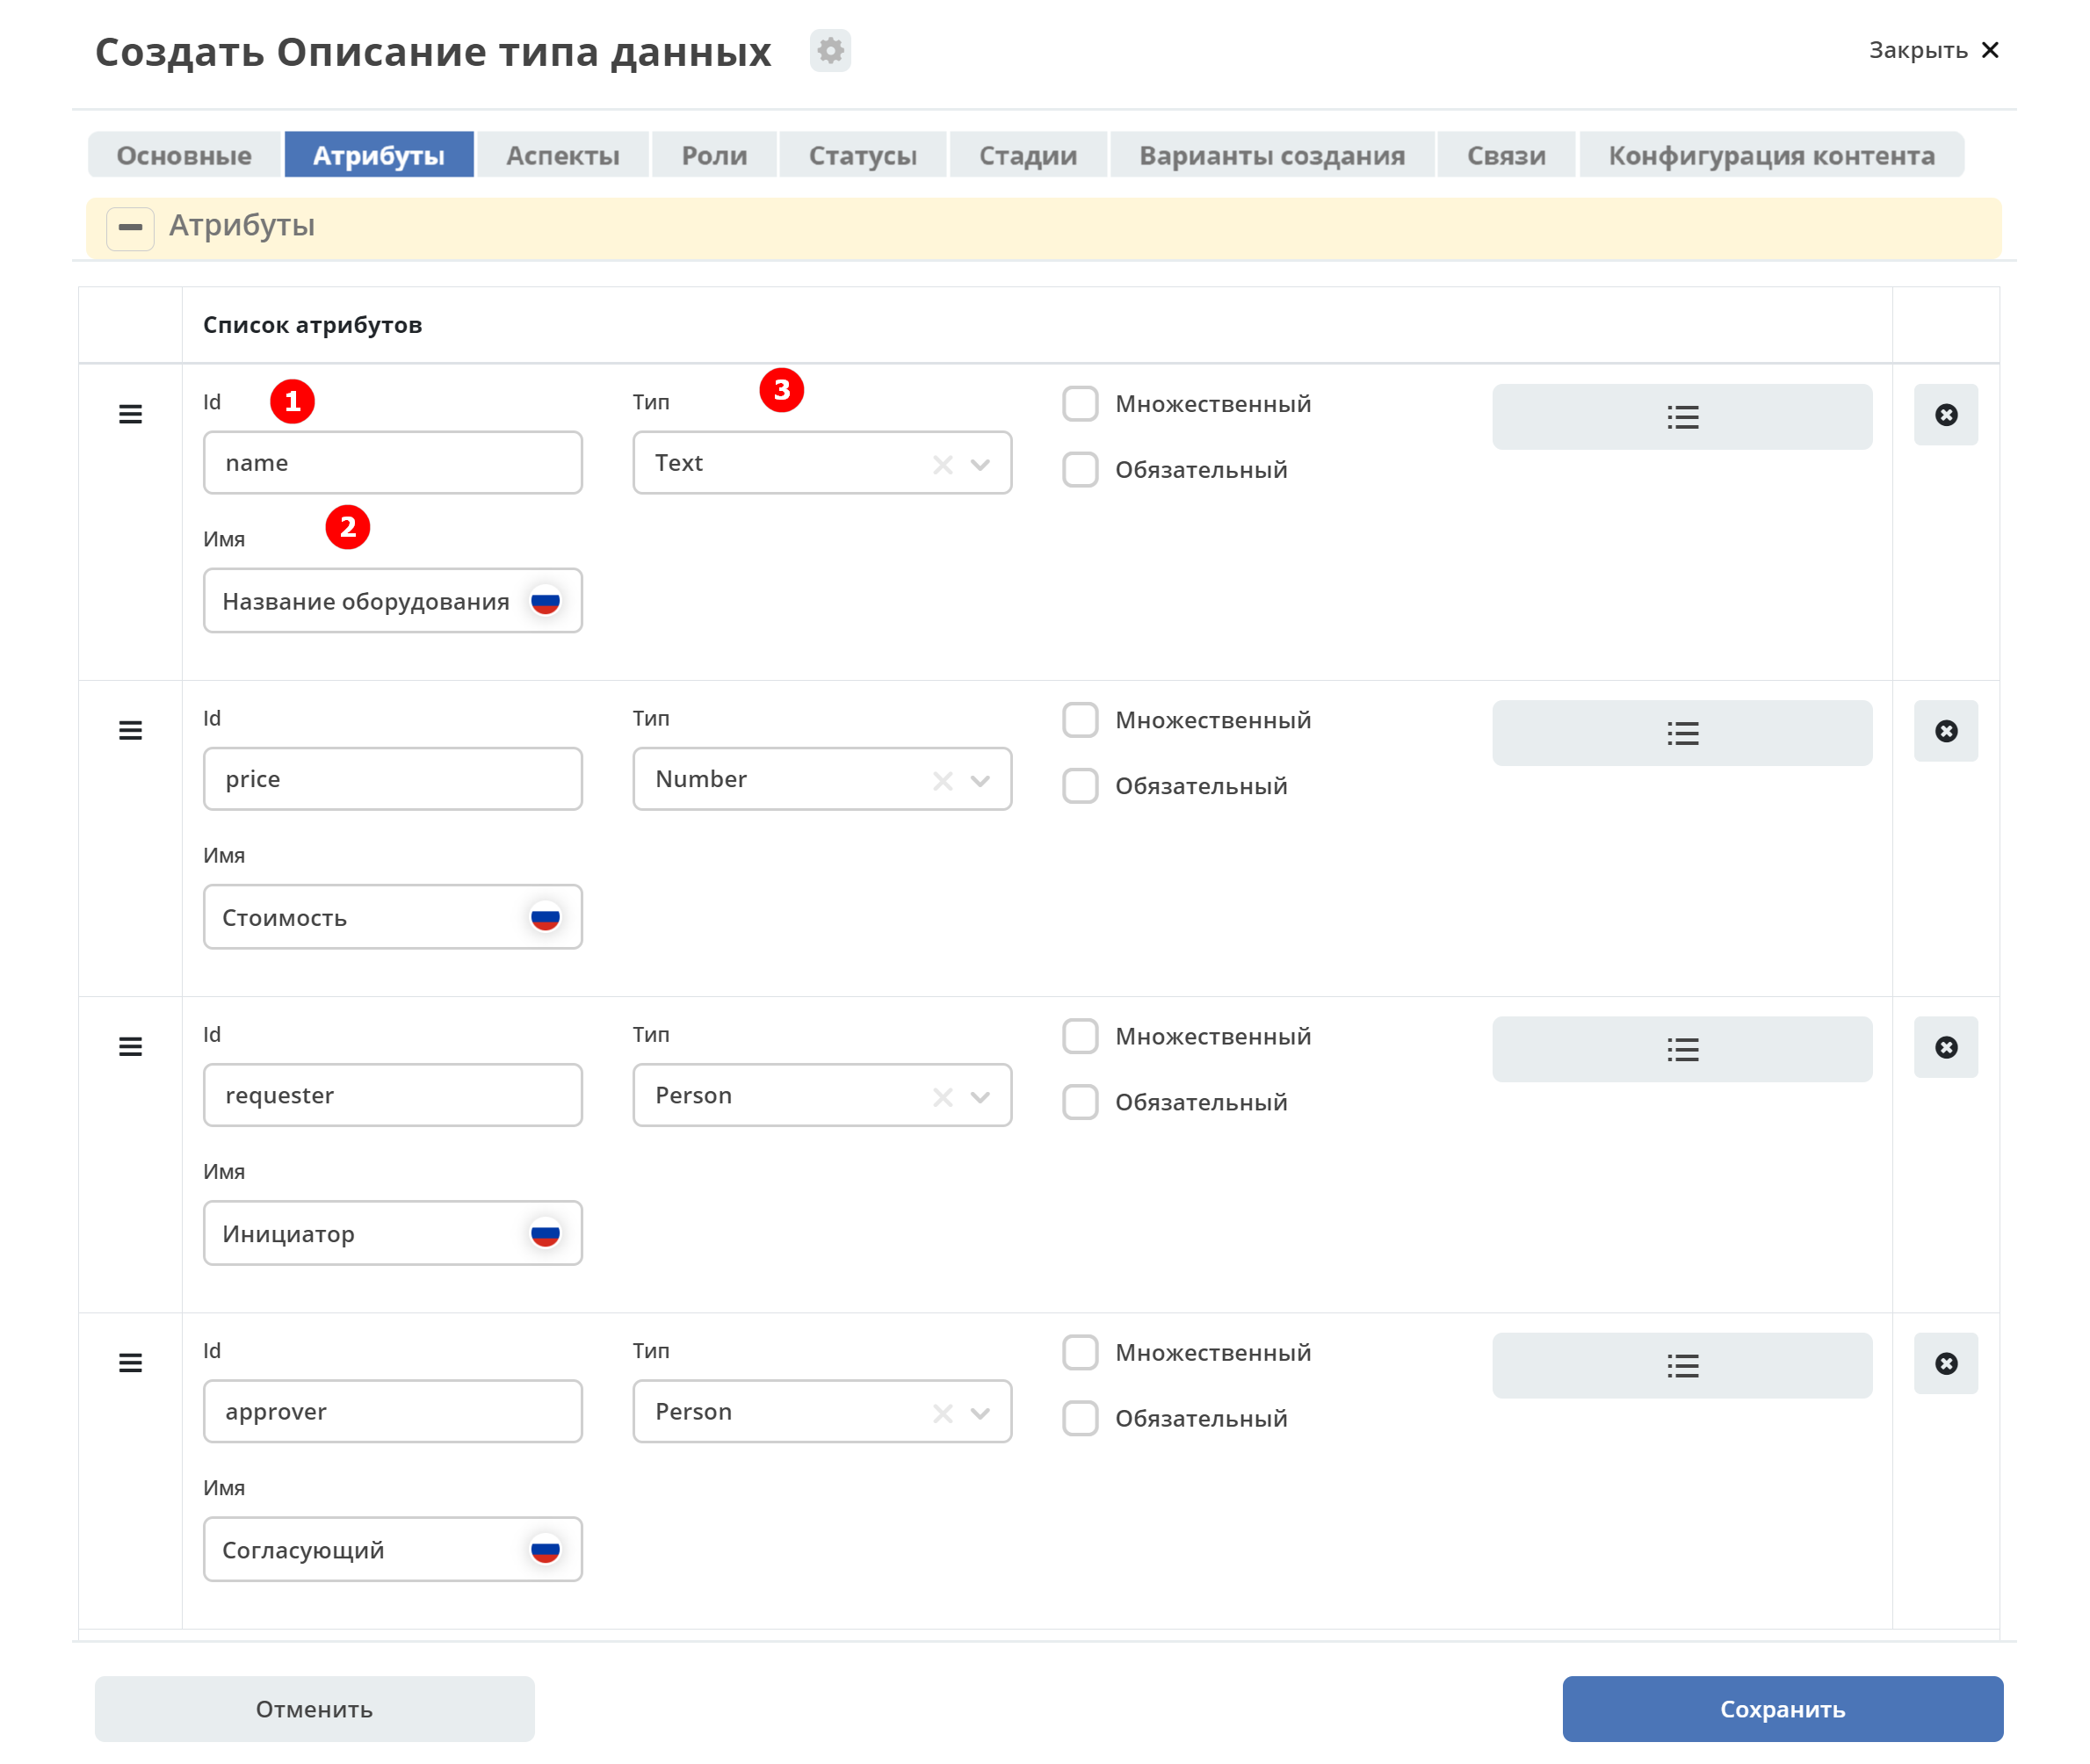 Создать Описание типа данных
Закрыть
Основные Атрибуты Аспекты Роли Статусы Стадии Варианты создания Связи Конфигурация контента
Атрибуты
Список атрибутов
Id 1 Тип 3 Множественный
name Text Обязательный
Имя 2
Название оборудования
Id Тип Множественный
price Number Обязательный
Имя
Стоимость
Id Тип Множественный
requester Person Обязательный
Имя
Инициатор
Id Тип Множественный
approver Person Обязательный
Имя
Согласующий
Отменить Сохранить